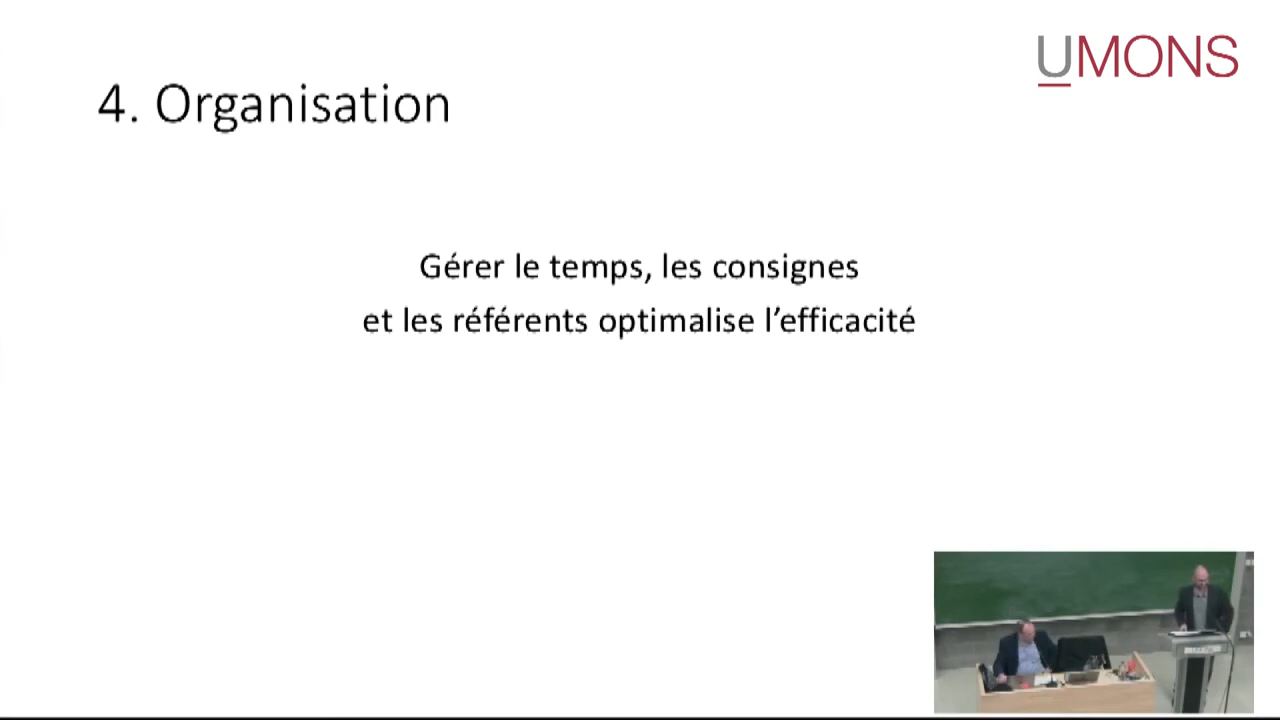 UMONS
4. Organisation
Gérer le temps, les consignes
et les référents optimalise l’efficacité